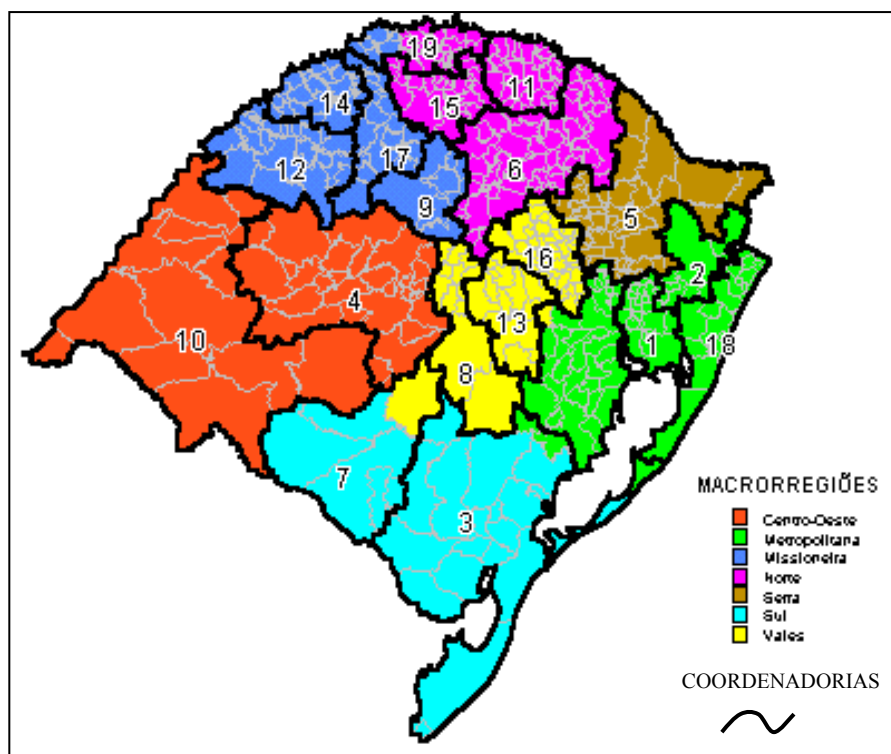 19
11
14
15
17
12
6
9
5
16
2
4
13
10
1
18
8
7
3
MACRORREGIÕES
Centro-Oeste
Metropolitana
Missioneira
Norte
Serra
Sul
Vales
COORDENADORIAS